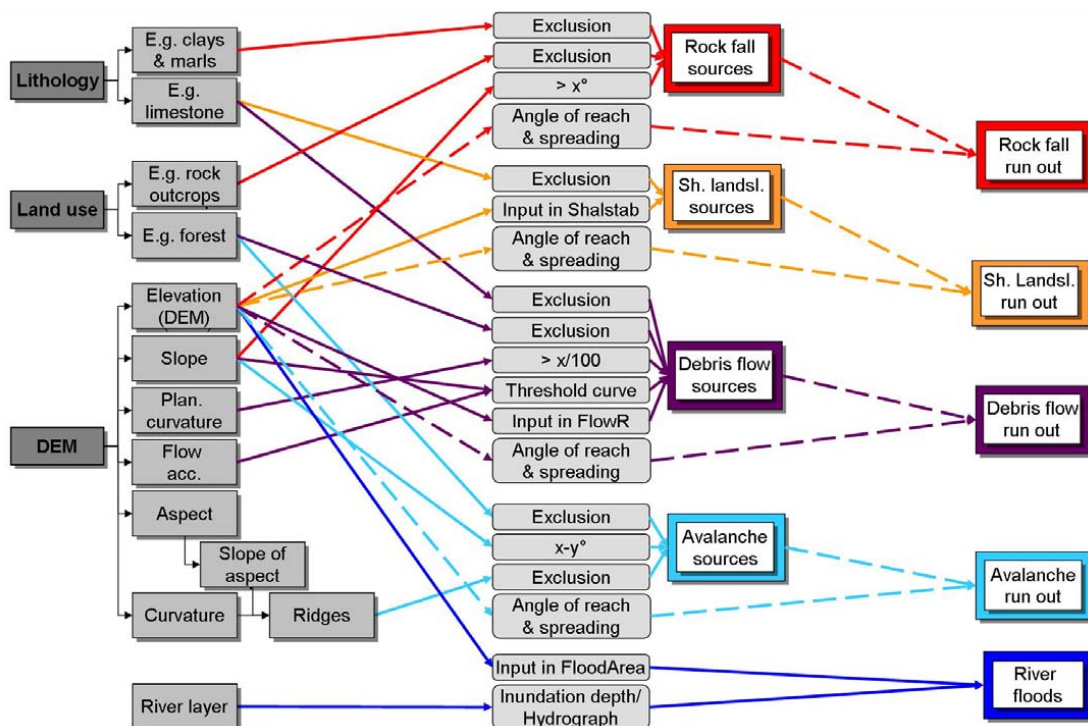 Lithology
E.g. clays
& marls
E.g.
limestone
Land use
E.g. rock
outcrops
E.g. forest
DEM
Elevation
(DEM)
Slope
Plan.
curvature
Flow
acc.
Aspect
Slope of
aspect
Curvature
Ridges
River layer
Exclusion
Exclusion
> x°
Angle of reach
& spreading
Exclusion
Input in Shalstab
Angle of reach
& spreading
Exclusion
Exclusion
> x/100
Threshold curve
Input in FlowR
Angle of reach
& spreading
Exclusion
x-y°
Exclusion
Angle of reach
& spreading
Input in FloodArea
Inundation depth/
Hydrograph
Rock fall
sources
Sh. landsl.
sources
Debris flow
sources
Avalanche
sources
Rock fall
run out
Sh. Landsl.
run out
Debris flow
run out
Avalanche
run out
River
floods